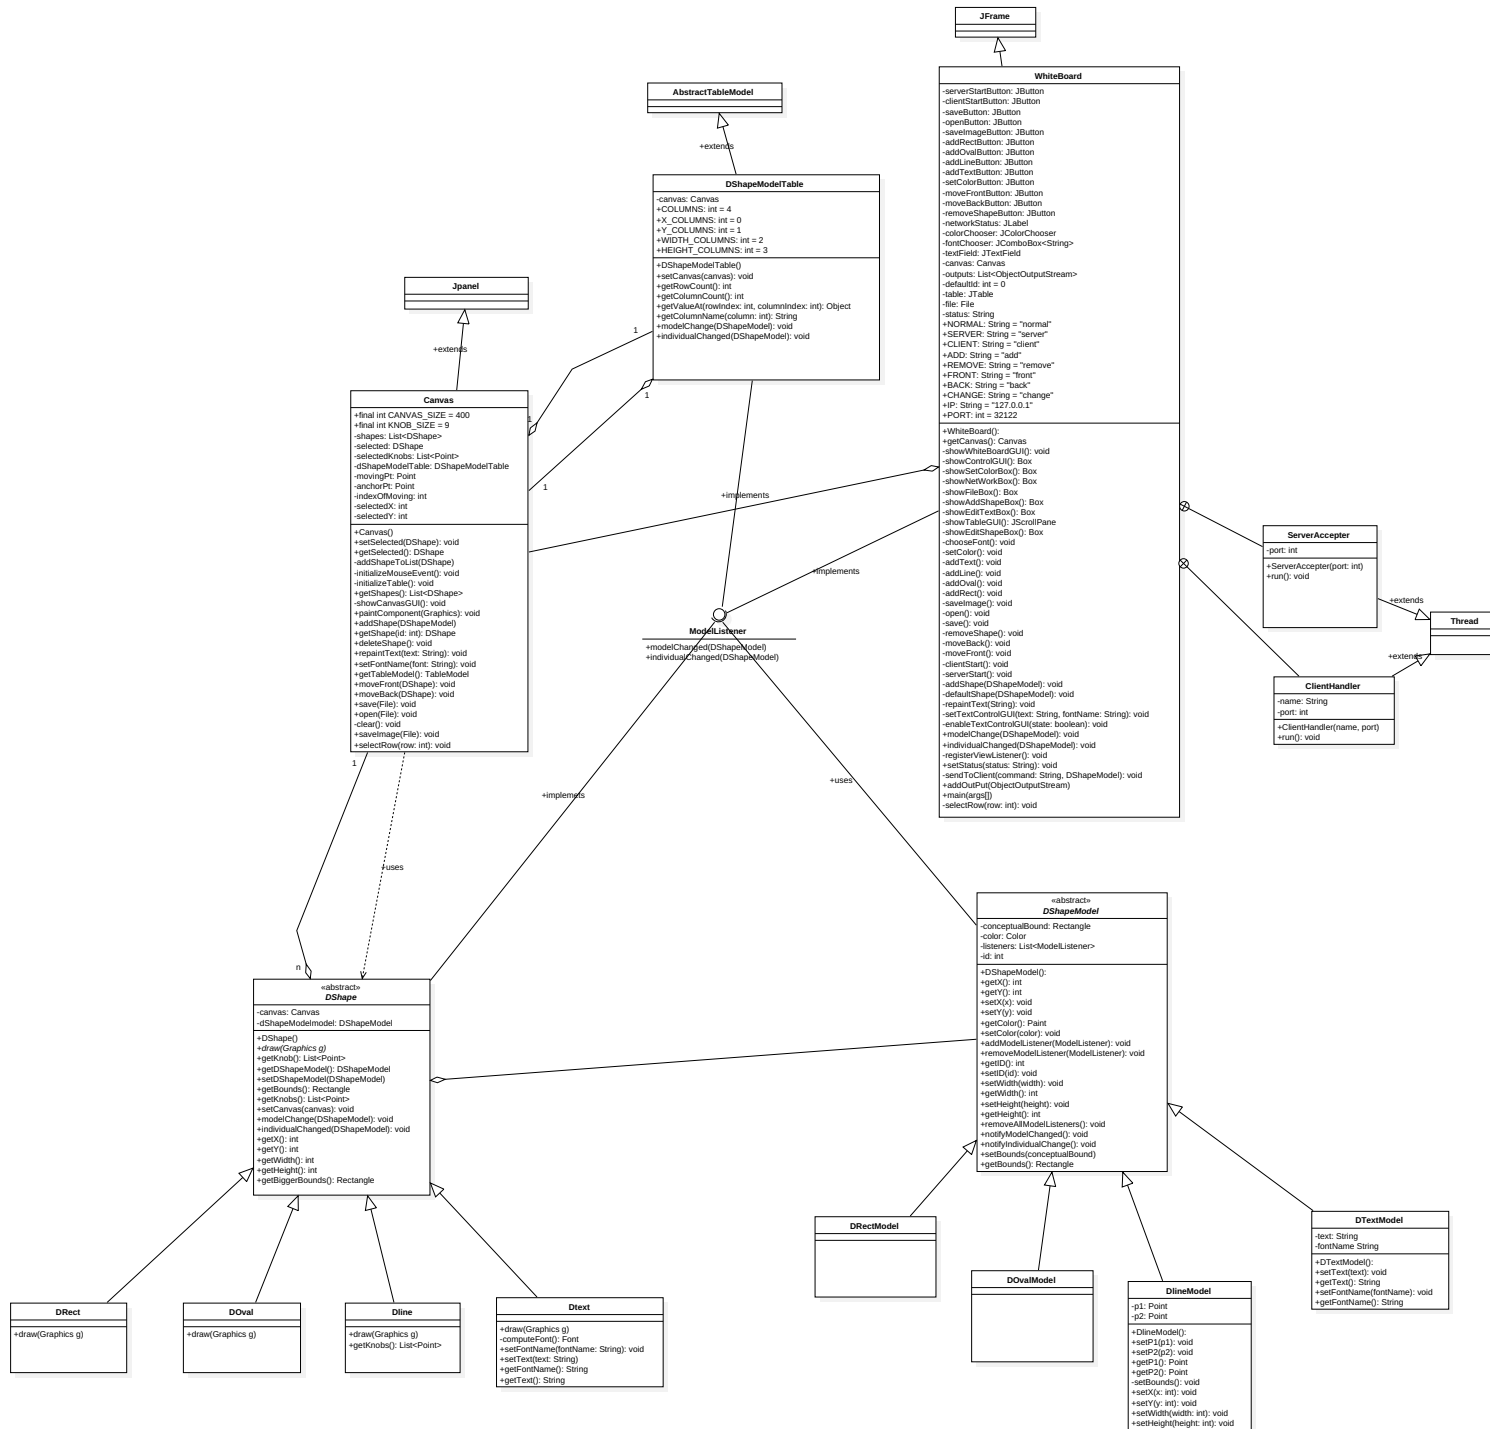 JFrame
WhiteBoard
-serverStartButton: JButton
-clientStartButton: JButton
-saveButton: JButton
-openButton: JButton
-saveImageButton: JButton
-addRectButton: JButton
-addOvalButton: JButton
-addLineButton: JButton
-addTextButton: JButton
-setColorButton: JButton
-moveFrontButton: JButton
-moveBackButton: JButton
-removeShapeButton: JButton
-networkStatus: JLabel
-colorChooser: JColorChooser
-fontChooser: JComboBox<String>
-textField: JTextField
-canvas: Canvas
-outputs: List<ObjectOutputStream>
-defaultId: int = 0
-table: JTable
-file: File
-status: String
+NORMAL: String = "normal"
+SERVER: String = "server"
+CLIENT: String = "client"
+ADD: String = "add"
+REMOVE: String = "remove"
+FRONT: String = "front"
+BACK: String = "back"
+CHANGE: String = "change"
+IP: String = "127.0.0.1"
+PORT: int = 32122
+WhiteBoard():
+getCanvas(): Canvas
-showWhiteBoardGUI(): void
-showControlGUI(): Box
-showSetColorBox(): Box
-showNetWorkBox(): Box
-showFileBox(): Box
-showAddShapeBox(): Box
-showEditTextBox(): Box
-showTableGUI(): JScrollPane
-showEditShapeBox(): Box
-chooseFont(): void
-setColor(): void
-addText(): void
-addLine(): void
-addOval(): void
-addRect(): void
-saveImage(): void
-open(): void
-save(): void
-removeShape(): void
-moveBack(): void
-moveFront(): void
-clientStart(): void
-serverStart(): void
-addShape(DShapeModel): void
-defaultShape(DShapeModel): void
-repaintText(String): void
-setTextControlGUI(text: String, fontName: String): void
-enableTextControlGUI(state: boolean): void
+modelChange(DShapeModel): void
+individualChanged(DShapeModel): void
-registerViewListener(): void
+setStatus(status: String): void
-sendToClient(command: String, DShapeModel): void
+addOutPut(ObjectOutputStream)
+main(args[])
-selectRow(row: int): void
AbstractTableModel
+extends
DShapeModelTable
-canvas: Canvas
+COLUMNS: int = 4
+X_COLUMNS: int = 0
+Y_COLUMNS: int = 1
+WIDTH_COLUMNS: int = 2
+HEIGHT_COLUMNS: int = 3
+DShapeModelTable()
+setCanvas(canvas): void
+getRowCount(): int
+getColumnCount(): int
+getValueAt(rowIndex: int, columnIndex: int): Object
+getColumnName(column: int): String
+modelChange(DShapeModel): void
+individualChanged(DShapeModel): void
Jpanel
+extends
1
1
1
1
Canvas
+final int CANVAS_SIZE = 400
+final int KNOB_SIZE = 9
-shapes: List<DShape>
-selected: DShape
-selectedKnobs: List<Point>
-dShapeModelTable: DShapeModelTable
-movingPt: Point
-anchorPt: Point
-indexOfMoving: int
-selectedX: int
-selectedY: int
+Canvas()
+setSelected(DShape): void
+getSelected(): DShape
-addShapeToList(DShape)
-initializeMouseEvent(): void
-initializeTable(): void
+getShapes(): List<DShape>
-showCanvasGUI(): void
+paintComponent(Graphics): void
+addShape(DShapeModel)
+getShape(id: int): DShape
+deleteShape(): void
+repaintText(text: String): void
+setFontName(font: String): void
+getTableModel(): TableModel
+moveFront(DShape): void
+moveBack(DShape): void
+save(File): void
+open(File): void
-clear(): void
+saveImage(File): void
+selectRow(row: int): void
+implements
+implements
ServerAccepter
-port: int
+ServerAccepter(port: int)
+run(): void
+extends
Thread
+extends
ClientHandler
-name: String
-port: int
+ClientHandler(name, port)
+run(): void
ModelListener
+modelChanged(DShapeModel)
+individualChanged(DShapeModel)
1
+uses
n
+implemets
+uses
«abstract»
DShapeModel
-conceptualBound: Rectangle
-color: Color
-listeners: List<ModelListener>
-id: int
+DShapeModel():
+getX(): int
+getY(): int
+setX(x): void
+setY(y): void
+getColor(): Paint
+setColor(color): void
+addModelListener(ModelListener): void
+removeModelListener(ModelListener): void
+getID(): int
+setID(id): void
+setWidth(width): void
+getWidth(): int
+setHeight(height): void
+getHeight(): int
+removeAllModelListeners(): void
+notifyModelChanged(): void
+notifyIndividualChange(): void
+setBounds(conceptualBound)
+getBounds(): Rectangle
«abstract»
DShape
-canvas: Canvas
-dShapeModelmodel: DShapeModel
+DShape()
+draw(Graphics g)
+getKnob(): List<Point>
+getDShapeModel(): DShapeModel
+setDShapeModel(DShapeModel)
+getBounds(): Rectangle
+getKnobs(): List<Point>
+setCanvas(canvas): void
+modelChange(DShapeModel): void
+individualChanged(DShapeModel): void
+getX(): int
+getY(): int
+getWidth(): int
+getHeight(): int
+getBiggerBounds(): Rectangle
DRect
+draw(Graphics g)
DOval
+draw(Graphics g)
Dline
+draw(Graphics g)
+getKnobs(): List<Point>
Dtext
+draw(Graphics g)
-computeFont(): Font
+setFontName(fontName: String): void
+setText(text: String)
+getFontName(): String
+getText(): String
DRectModel
DOvalModel
DlineModel
-p1: Point
-p2: Point
+DlineModel():
+setP1(p1): void
+setP2(p2): void
+getP1(): Point
+getP2(): Point
-setBounds(): void
+setX(x: int): void
+setY(y: int): void
+setWidth(width: int): void
+setHeight(height: int): void
DTextModel
-text: String
-fontName String
+DTextModel():
+setText(text): void
+getText(): String
+setFontName(fontName): void
+getFontName(): String